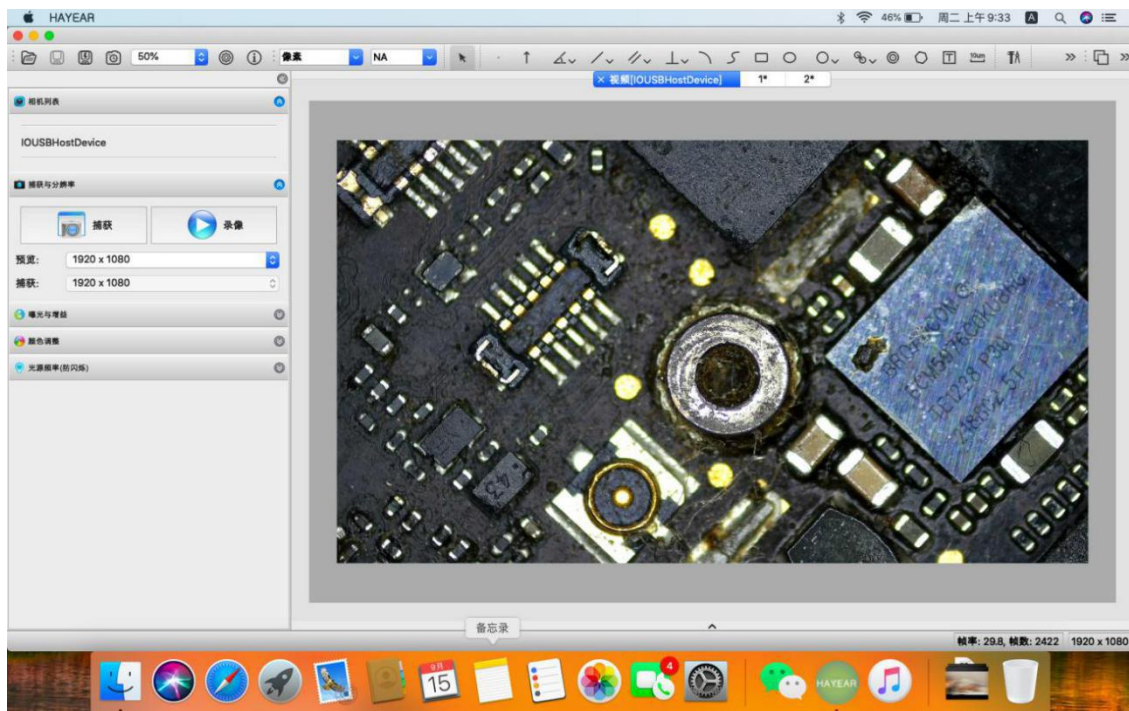 HAYEAR
46%
周二上午9:33
A
50%
像素
NA
T
10um
× 视频[IOUSBHostDevice]
1*
2*
相机列表
IOUSBHostDevice
捕获与分辨率
捕获
录像
预览:
1920 x 1080
捕获:
1920 x 1080
曝光与增益
颜色调整
光源频率(防闪烁)
BROADCOM
43
备忘录
帧率: 29.8, 帧数: 2422
1920 x 1080
9月
15
4
HAYEAR